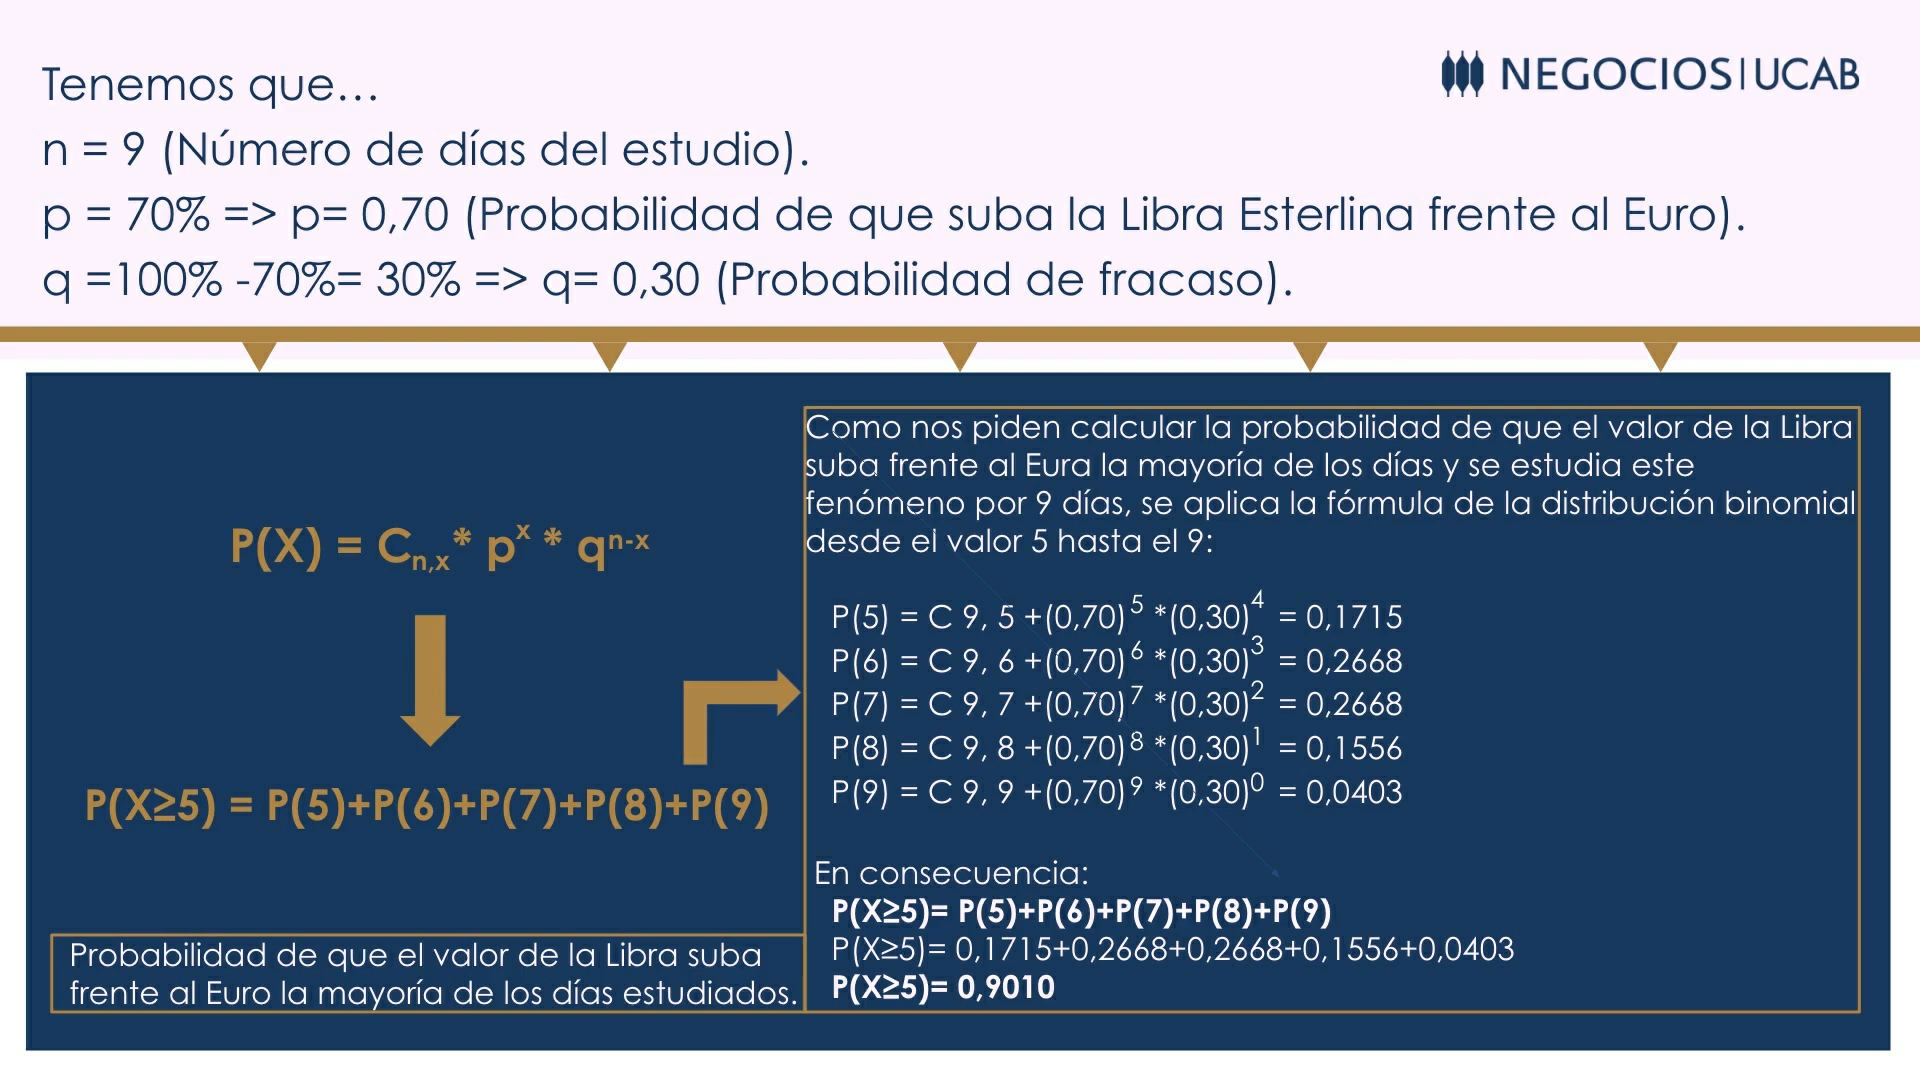 NEGOCIOS|UCAB
Tenemos que…
n = 9 (Número de días del estudio).
p = 70% => p= 0,70 (Probabilidad de que suba la Libra Esterlina frente al Euro).
q =100% -70%= 30% => q= 0,30 (Probabilidad de fracaso).
P(X) = Cₙ,ₓ* pˣ * qⁿ⁻ˣ
P(X≥5) = P(5)+P(6)+P(7)+P(8)+P(9)
Probabilidad de que el valor de la Libra suba
frente al Euro la mayoría de los días estudiados.
Como nos piden calcular la probabilidad de que el valor de la Libra
suba frente al Eura la mayoría de los días y se estudia este
fenómeno por 9 días, se aplica la fórmula de la distribución binomial
desde el valor 5 hasta el 9:
P(5) = C 9, 5 +(0,70)⁵ *(0,30)⁴ = 0,1715
P(6) = C 9, 6 +(0,70)⁶ *(0,30)³ = 0,2668
P(7) = C 9, 7 +(0,70)⁷ *(0,30)² = 0,2668
P(8) = C 9, 8 +(0,70)⁸ *(0,30)¹ = 0,1556
P(9) = C 9, 9 +(0,70)⁹ *(0,30)⁰ = 0,0403
En consecuencia:
P(X≥5)= P(5)+P(6)+P(7)+P(8)+P(9)
P(X≥5)= 0,1715+0,2668+0,2668+0,1556+0,0403
P(X≥5)= 0,9010